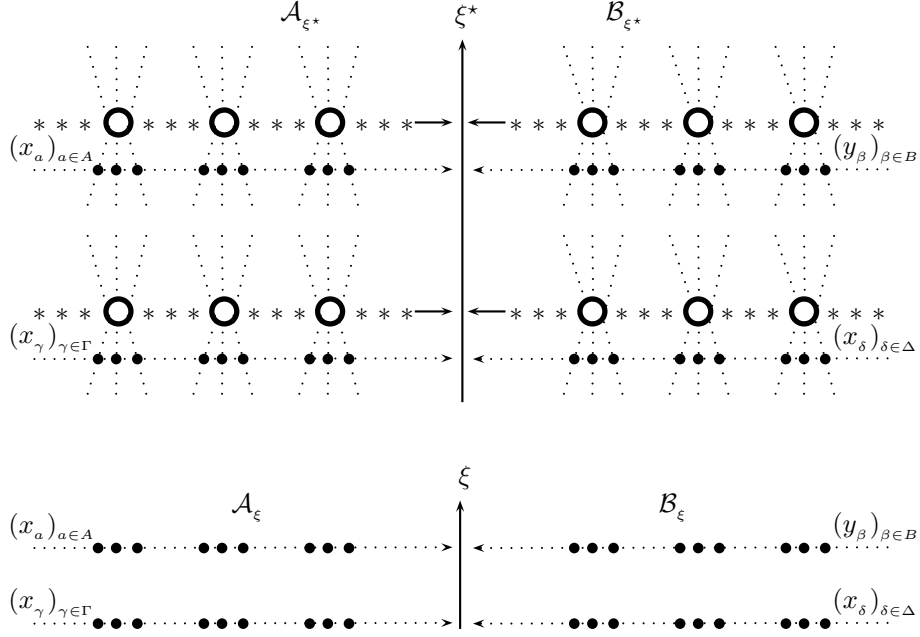 𝒜_{ξ⋆} ξ⋆ ℬ_{ξ⋆}
* * * * * * * * * * * * * * * * * * * * * * * *
(x_a)_{a∈A} (y_β)_{β∈B}
* * * * * * * * * * * * * * * * * * * * * * * *
(x_γ)_{γ∈Γ} (x_δ)_{δ∈Δ}
ξ
𝒜_ξ ℬ_ξ
(x_a)_{a∈A} (y_β)_{β∈B}
(x_γ)_{γ∈Γ} (x_δ)_{δ∈Δ}